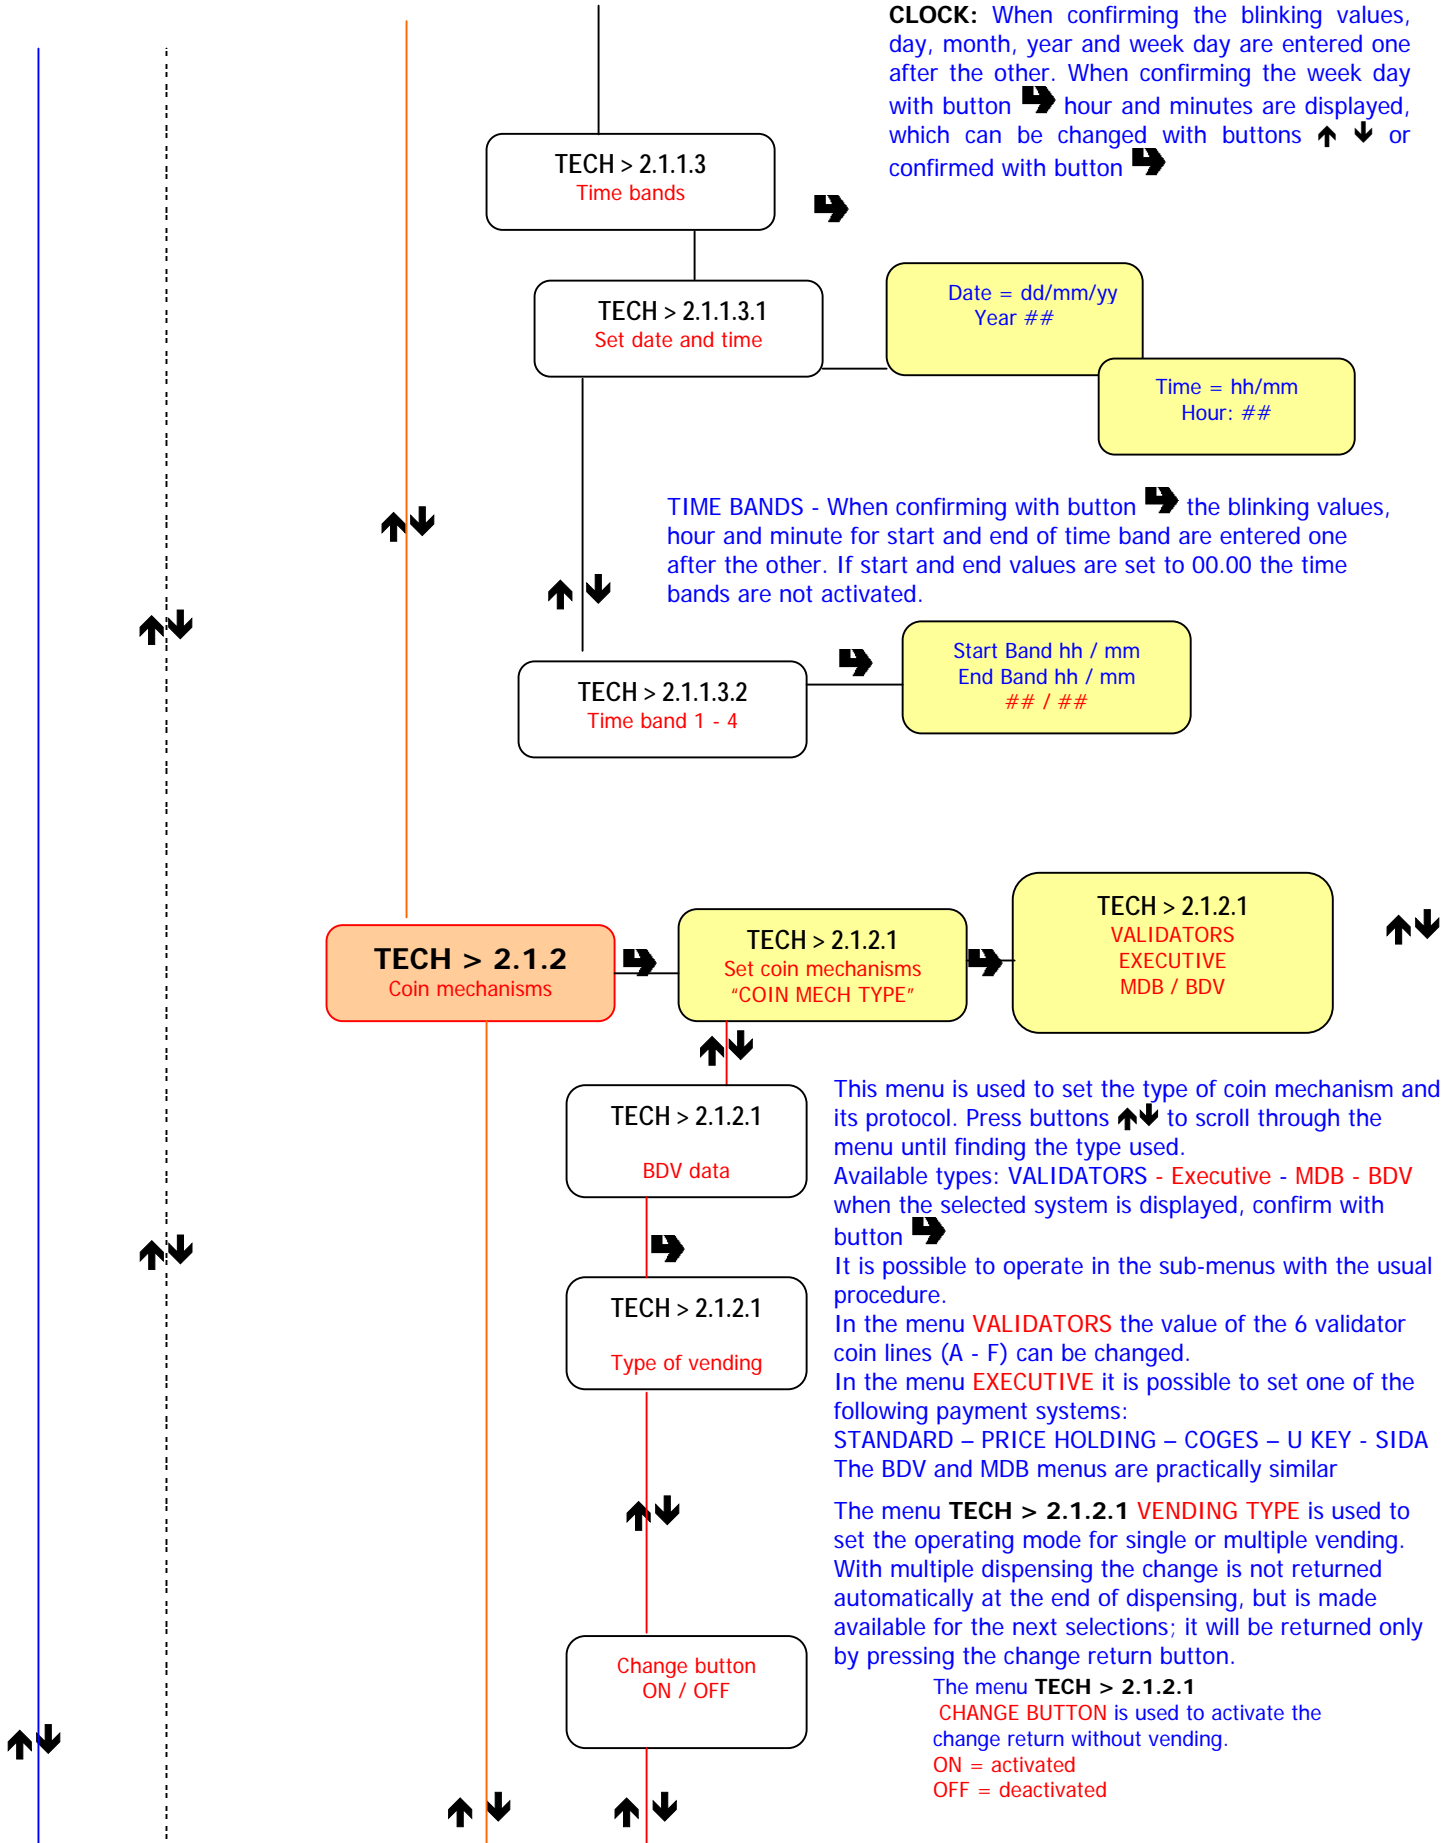 CLOCK: When confirming the blinking values,
day, month, year and week day are entered one
after the other. When confirming the week day
with button hour and minutes are displayed,
which can be changed with buttons ↑ ↓ or
confirmed with button
TECH > 2.1.1.3
Time bands
TECH > 2.1.1.3.1
Set date and time
Date = dd/mm/yy
Year ##
Time = hh/mm
Hour: ##
TIME BANDS - When confirming with button the blinking values,
hour and minute for start and end of time band are entered one
after the other. If start and end values are set to 00.00 the time
bands are not activated.
TECH > 2.1.1.3.2
Time band 1 - 4
Start Band hh / mm
End Band hh / mm
## / ##
TECH > 2.1.2
Coin mechanisms
TECH > 2.1.2.1
Set coin mechanisms
“COIN MECH TYPE”
TECH > 2.1.2.1
VALIDATORS
EXECUTIVE
MDB / BDV
TECH > 2.1.2.1
BDV data
TECH > 2.1.2.1
Type of vending
Change button
ON / OFF
This menu is used to set the type of coin mechanism and
its protocol. Press buttons ↑↓ to scroll through the
menu until finding the type used.
Available types: VALIDATORS - Executive - MDB - BDV
when the selected system is displayed, confirm with
button
It is possible to operate in the sub-menus with the usual
procedure.
In the menu VALIDATORS the value of the 6 validator
coin lines (A - F) can be changed.
In the menu EXECUTIVE it is possible to set one of the
following payment systems:
STANDARD – PRICE HOLDING – COGES – U KEY - SIDA
The BDV and MDB menus are practically similar
The menu TECH > 2.1.2.1 VENDING TYPE is used to
set the operating mode for single or multiple vending.
With multiple dispensing the change is not returned
automatically at the end of dispensing, but is made
available for the next selections; it will be returned only
by pressing the change return button.
The menu TECH > 2.1.2.1
CHANGE BUTTON is used to activate the
change return without vending.
ON = activated
OFF = deactivated